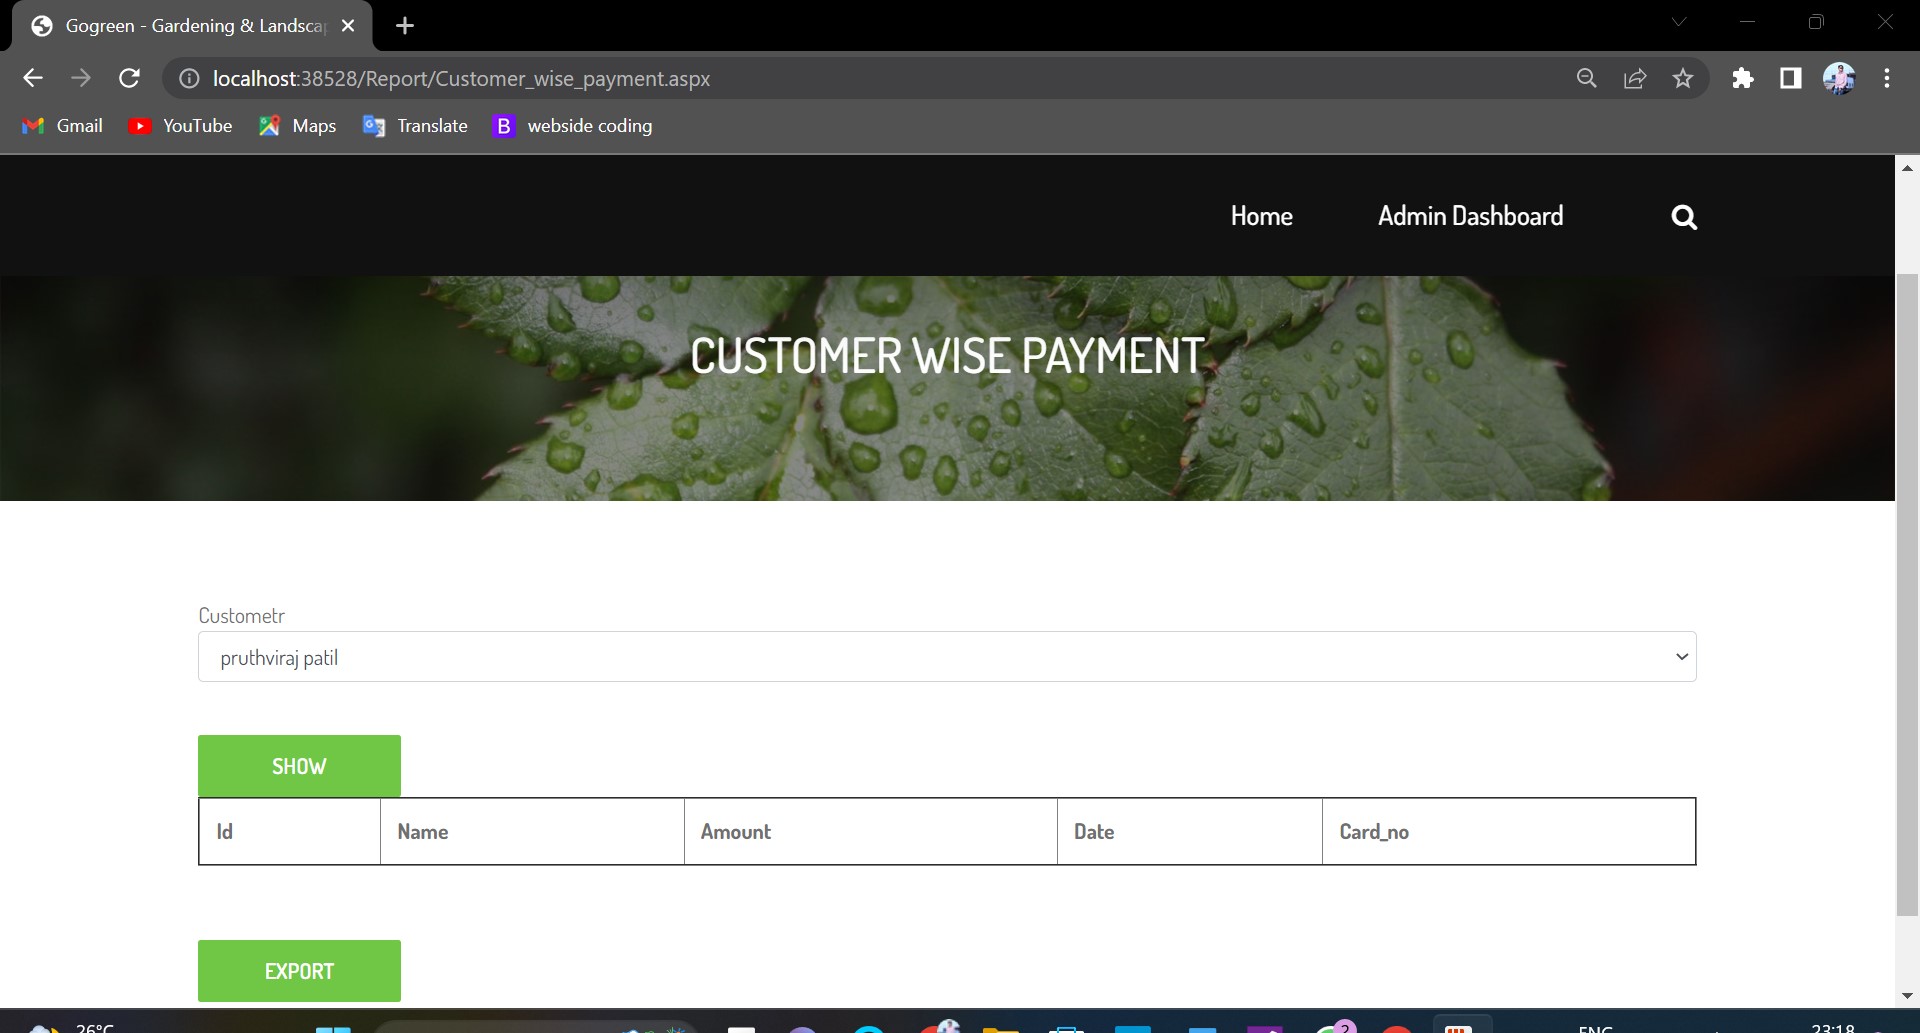 Gogreen - Gardening & Landsca
localhost:38528/Report/Customer_wise_payment.aspx
Gmail YouTube Maps Translate B webside coding
Home Admin Dashboard
CUSTOMER WISE PAYMENT
Custometr
pruthviraj patil
SHOW
Id Name Amount Date Card_no
EXPORT
26°C 2 ENG 23:18